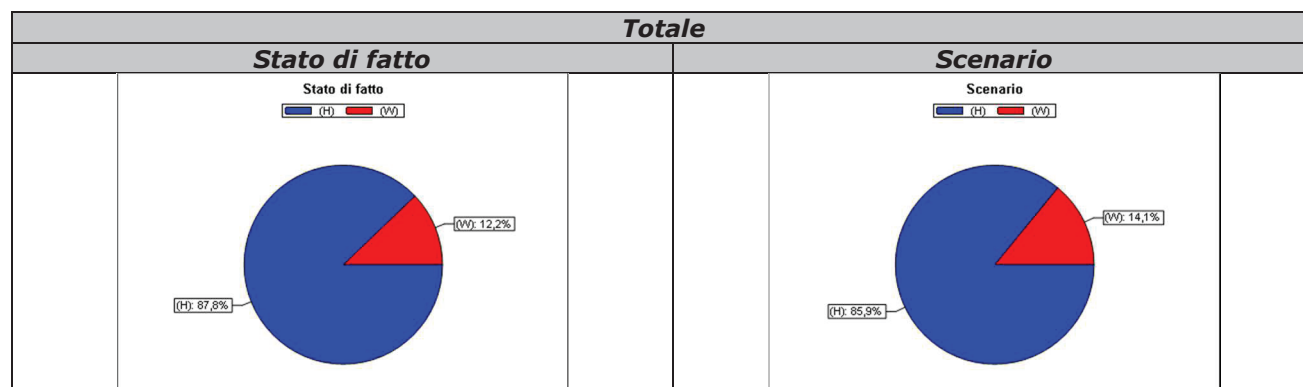 Totale
Stato di fatto
Scenario
Stato di fatto
(H) (W)
(W): 12,2%
(H): 87,8%
Scenario
(H) (W)
(W): 14,1%
(H): 85,9%